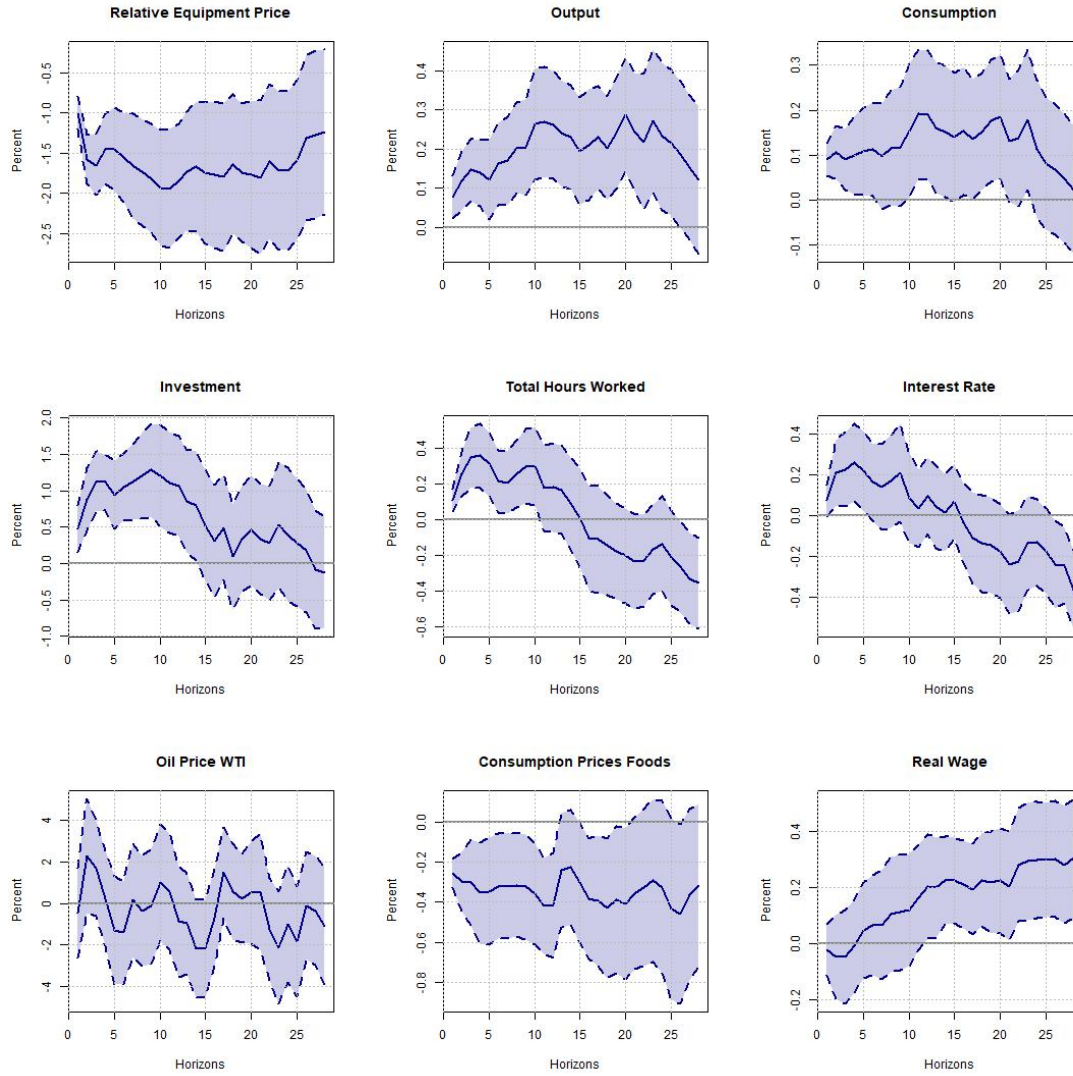 Relative Equipment Price
Output
Consumption
Percent
-0.5
-1.0
-1.5
-2.0
-2.5
0 5 10 15 20 25
Horizons
Percent
0.4
0.3
0.2
0.1
0.0
0 5 10 15 20 25
Horizons
Percent
0.3
0.2
0.1
0.0
-0.1
0 5 10 15 20 25
Horizons
Investment
Total Hours Worked
Interest Rate
Percent
2.0
1.5
1.0
0.5
0.0
-0.5
-1.0
0 5 10 15 20 25
Horizons
Percent
0.4
0.2
0.0
-0.2
-0.4
-0.6
0 5 10 15 20 25
Horizons
Percent
0.4
0.2
0.0
-0.2
-0.4
0 5 10 15 20 25
Horizons
Oil Price WTI
Consumption Prices Foods
Real Wage
Percent
4
2
0
-2
-4
0 5 10 15 20 25
Horizons
Percent
0.0
-0.2
-0.4
-0.6
-0.8
0 5 10 15 20 25
Horizons
Percent
0.4
0.2
0.0
-0.2
0 5 10 15 20 25
Horizons